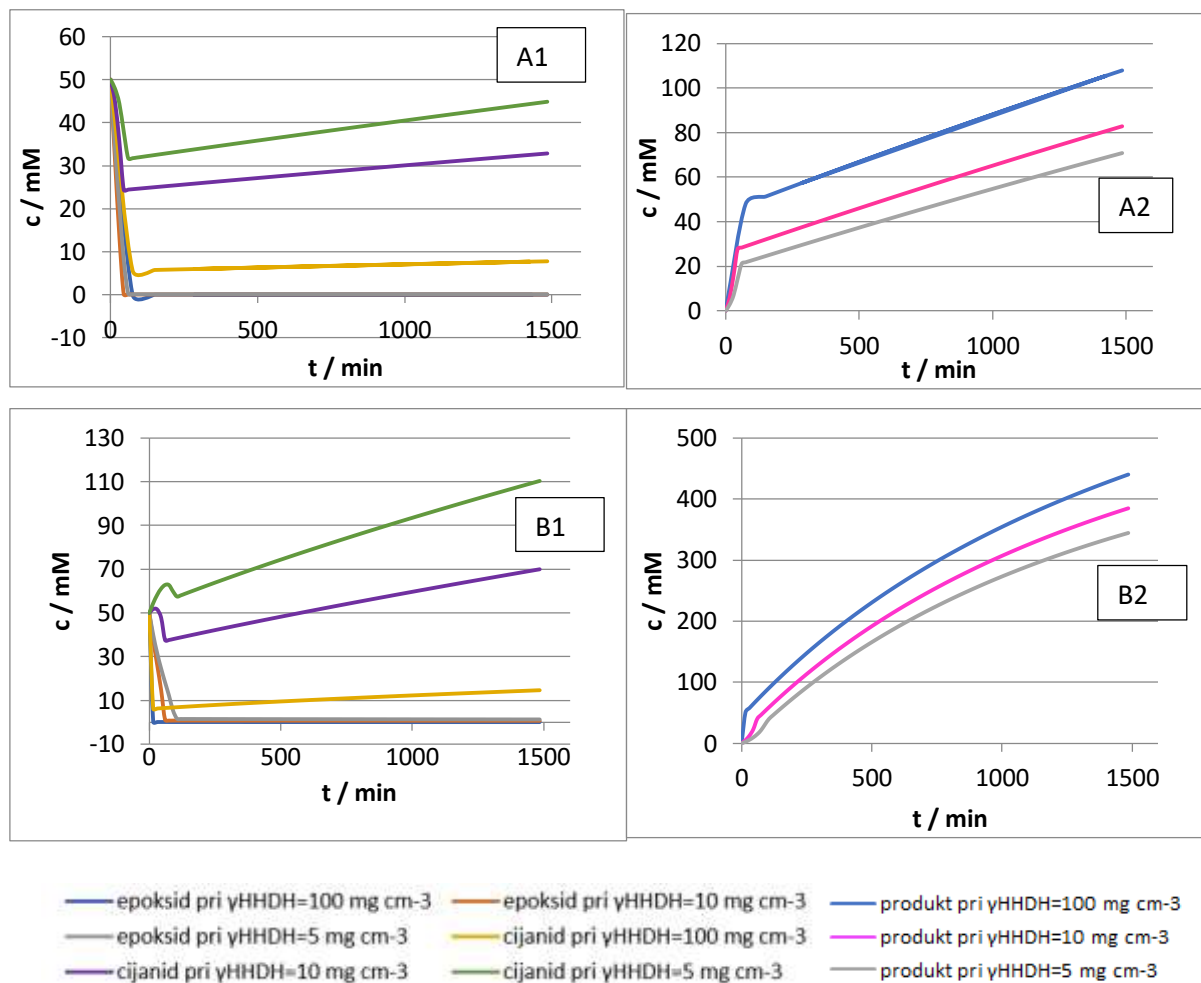 A1
c / mM
60
50
40
30
20
10
0
-10
0 500 1000 1500
t / min
A2
c / mM
120
100
80
60
40
20
0
0 500 1000 1500
t / min
B1
c / mM
130
110
90
70
50
30
10
-10
0 500 1000 1500
t / min
B2
c / mM
500
400
300
200
100
0
0 500 1000 1500
t / min
epoksid pri γHHDH=100 mg cm-3 epoksid pri γHHDH=10 mg cm-3 produkt pri γHHDH=100 mg cm-3
epoksid pri γHHDH=5 mg cm-3 cijanid pri γHHDH=100 mg cm-3 produkt pri γHHDH=10 mg cm-3
cijanid pri γHHDH=10 mg cm-3 cijanid pri γHHDH=5 mg cm-3 produkt pri γHHDH=5 mg cm-3